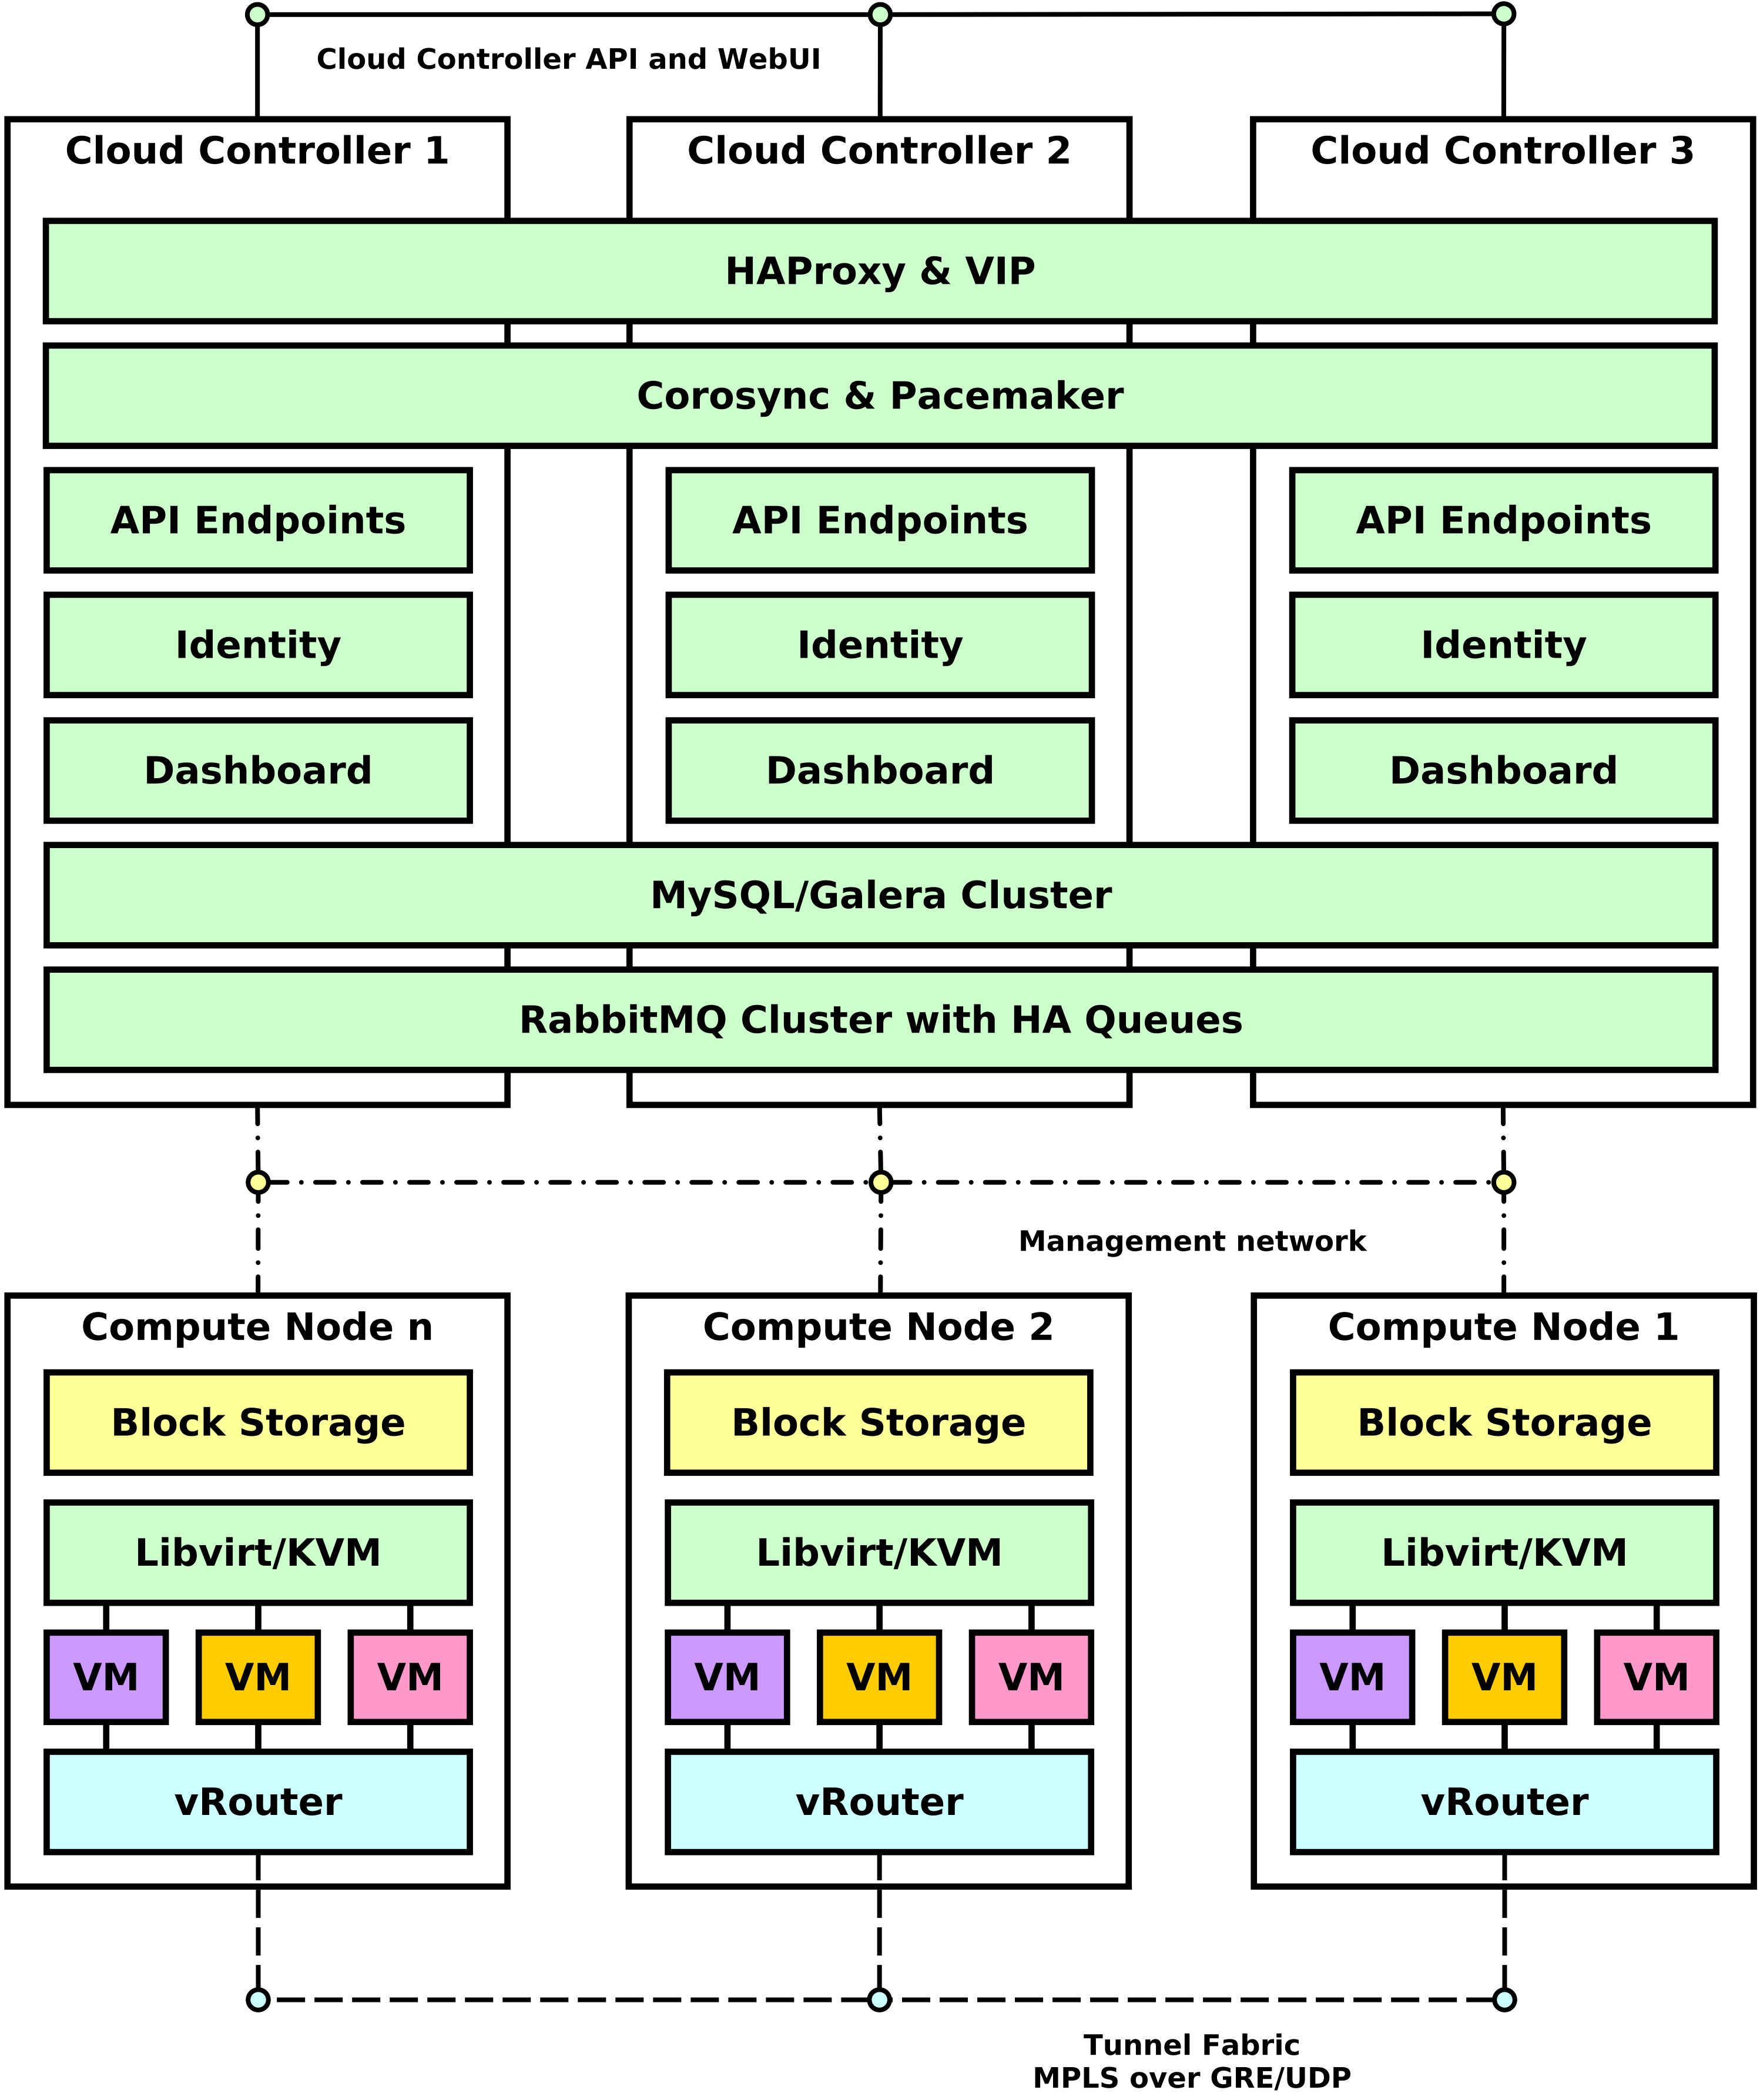 Cloud Controller API and WebUI
Cloud Controller 1
Cloud Controller 2
Cloud Controller 3
HAProxy & VIP
Corosync & Pacemaker
API Endpoints
API Endpoints
API Endpoints
Identity
Identity
Identity
Dashboard
Dashboard
Dashboard
MySQL/Galera Cluster
RabbitMQ Cluster with HA Queues
Management network
Compute Node n
Compute Node 2
Compute Node 1
Block Storage
Block Storage
Block Storage
Libvirt/KVM
Libvirt/KVM
Libvirt/KVM
VM
VM
VM
VM
VM
VM
VM
VM
VM
vRouter
vRouter
vRouter
Tunnel Fabric
MPLS over GRE/UDP